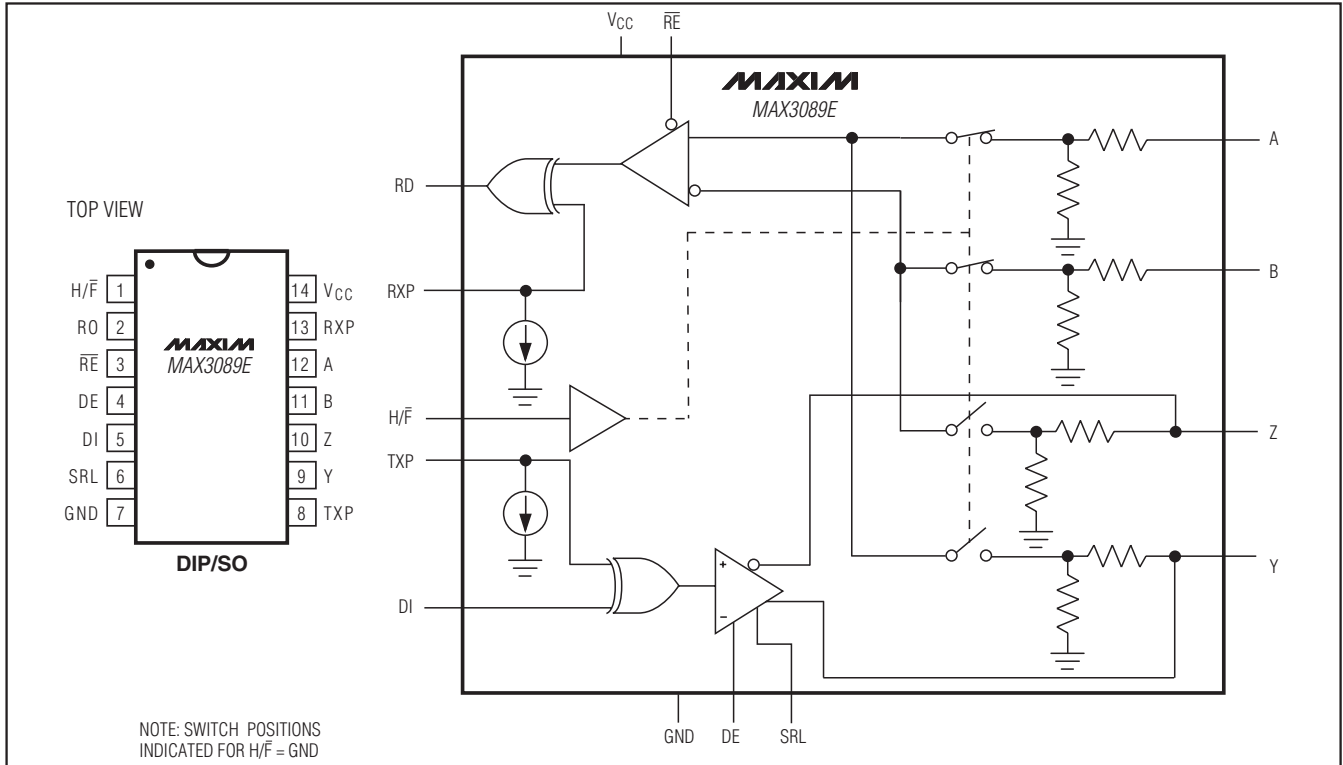 TOP VIEW
H/F̅ 1
RO 2
R̅E̅ 3
DE 4
DI 5
SRL 6
GND 7
MAXIM
MAX3089E
14 VCC
13 RXP
12 A
11 B
10 Z
9 Y
8 TXP
DIP/SO
NOTE: SWITCH POSITIONS
INDICATED FOR H/F̅ = GND
VCC R̅E̅
MAXIM
MAX3089E
RD
RXP
H/F̅
TXP
DI
+
−
A
B
Z
Y
GND DE SRL